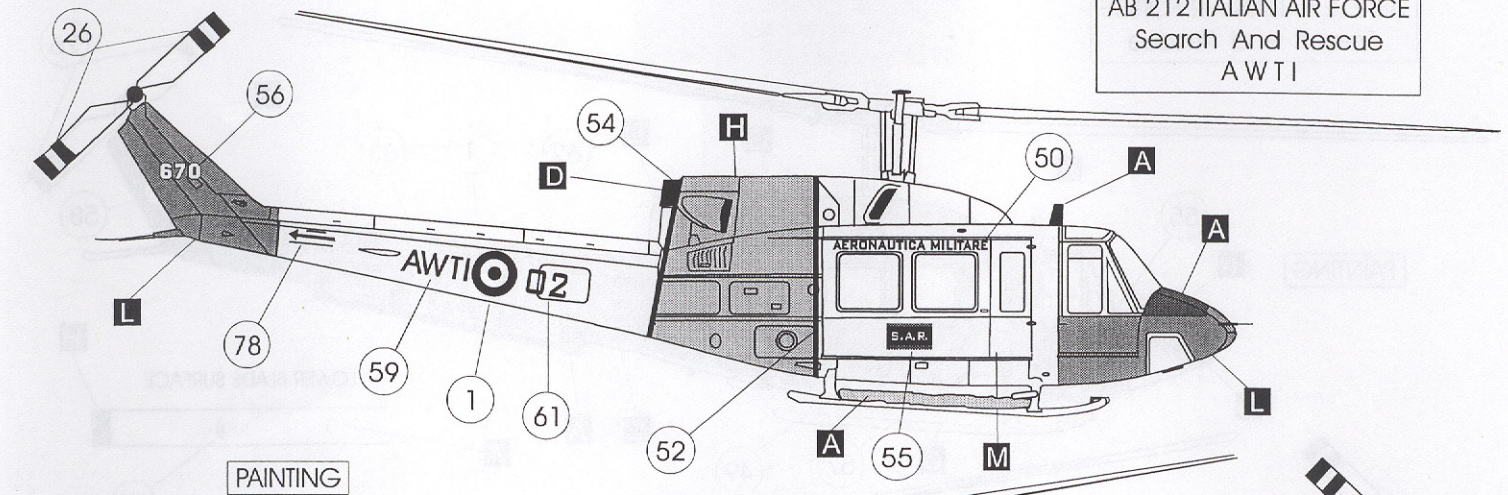 AB 212 ITALIAN AIR FORCE
Search And Rescue
AWTI
26
56
54
H
50
A
D
670
A
AERONAUTICA MILITARE
AWTI
02
S.A.R.
L
78
59
1
61
52
A
55
M
L
PAINTING